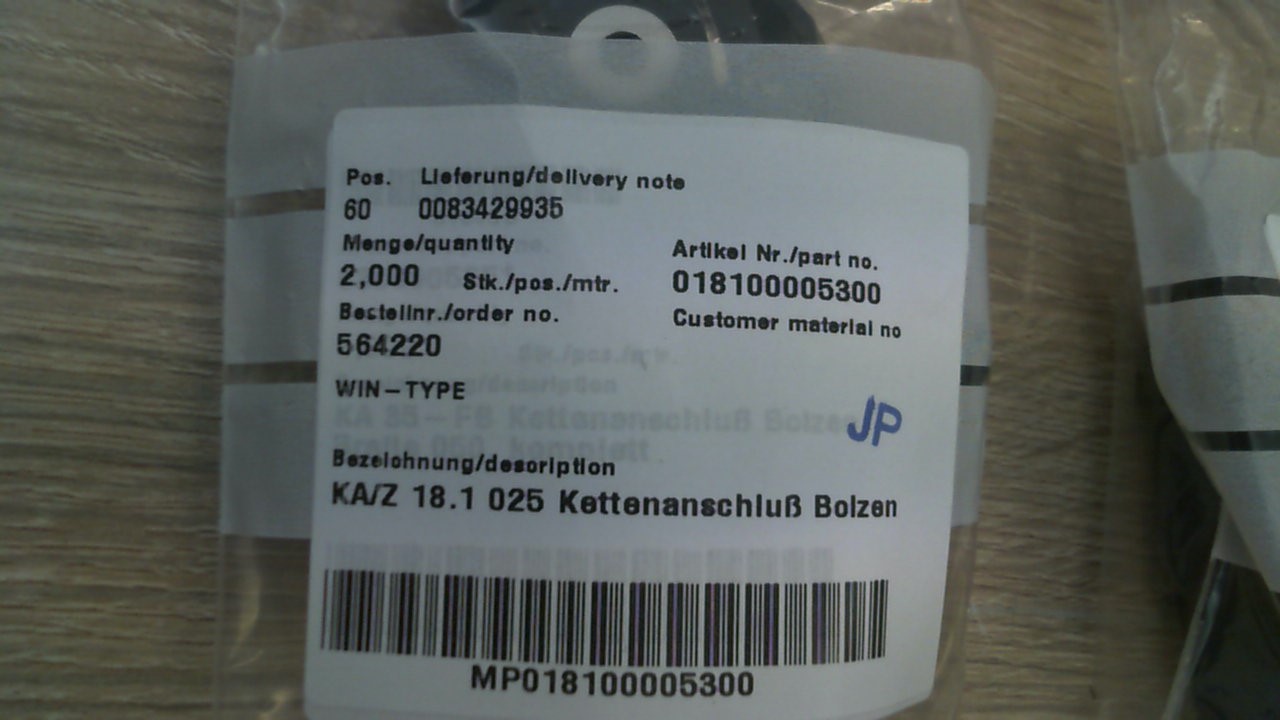 Pos. Lieferung/delivery note
60 0083429935
Menge/quantity
2,000 Stk./pos./mtr.
Artikel Nr./part no.
018100005300
Bestellnr./order no.
564220
Customer material no
WIN-TYPE
JP
Bezeichnung/description
KA/Z 18.1 025 Kettenanschluß Bolzen
MP018100005300